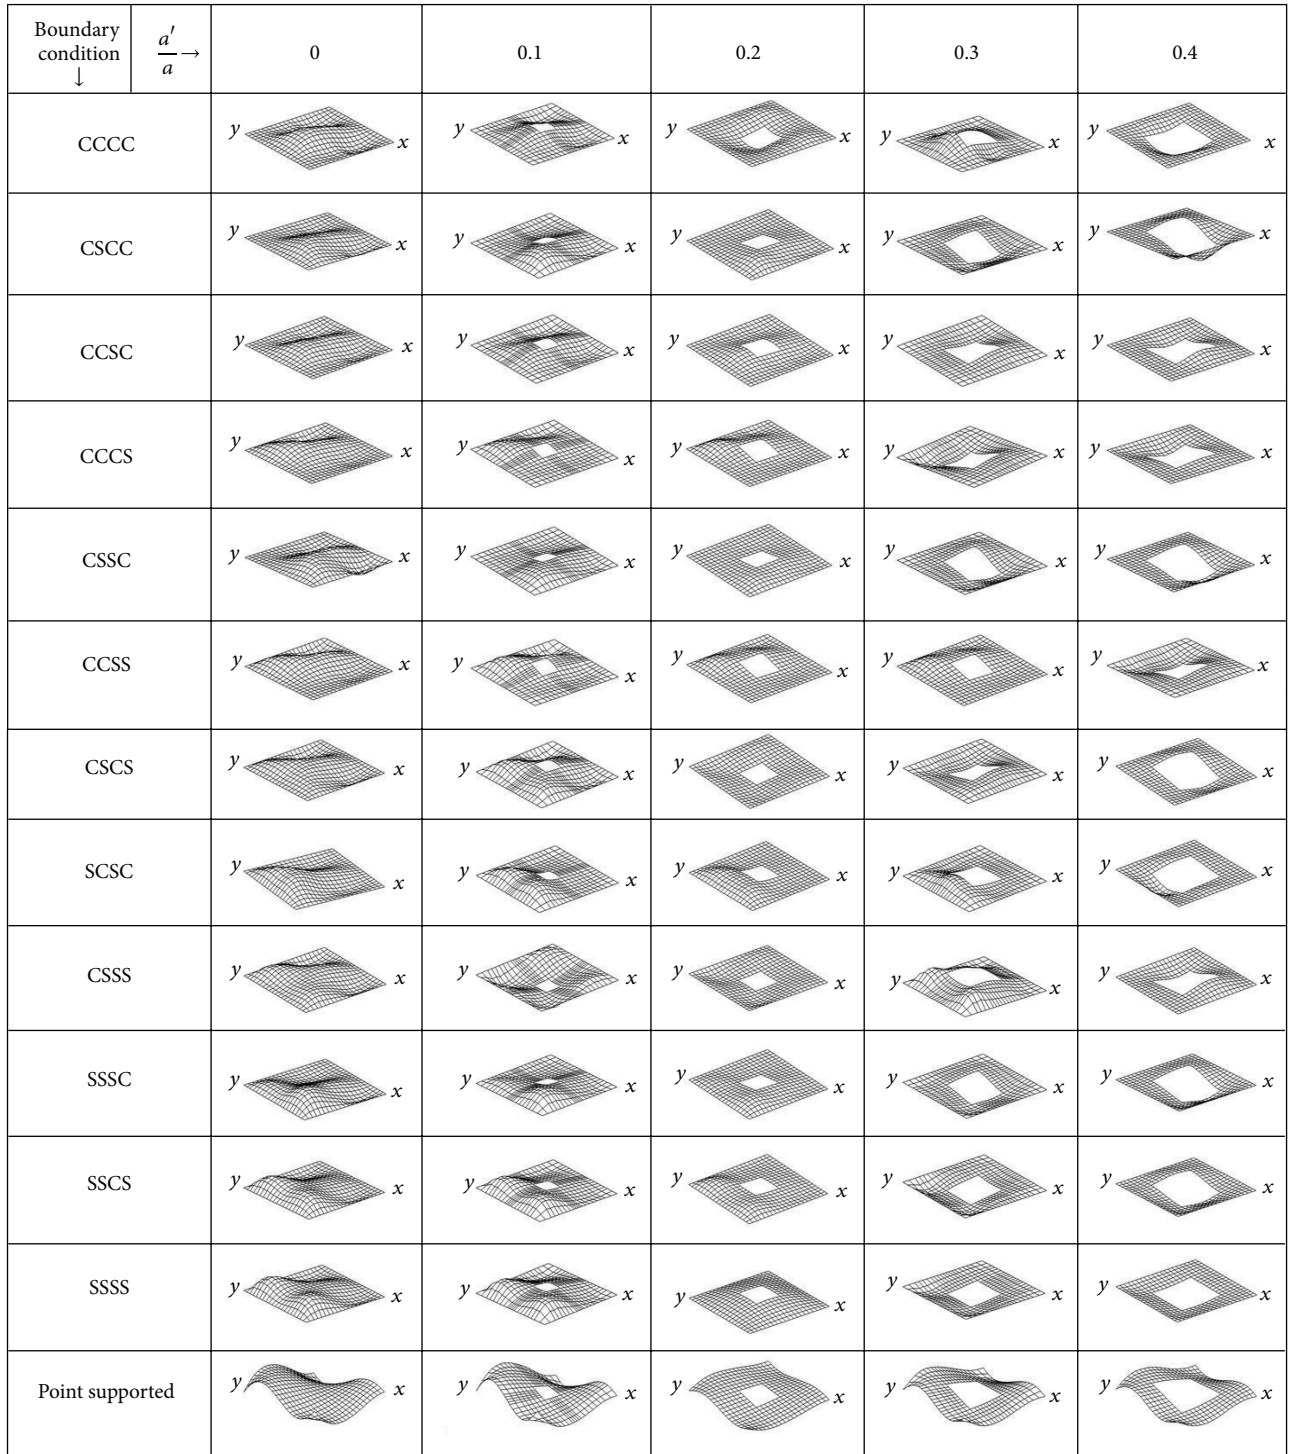 Boundary
condition
↓
a′
a
→
0
0.1
0.2
0.3
0.4
CCCC
y x y x y x y x y x
CSCC
y x y x y x y x y x
CCSC
y x y x y x y x y x
CCCS
y x y x y x y x y x
CSSC
y x y x y x y x y x
CCSS
y x y x y x y x y x
CSCS
y x y x y x y x y x
SCSC
y x y x y x y x y x
CSSS
y x y x y x y x y x
SSSC
y x y x y x y x y x
SSCS
y x y x y x y x y x
SSSS
y x y x y x y x y x
Point supported
y x y x y x y x y x